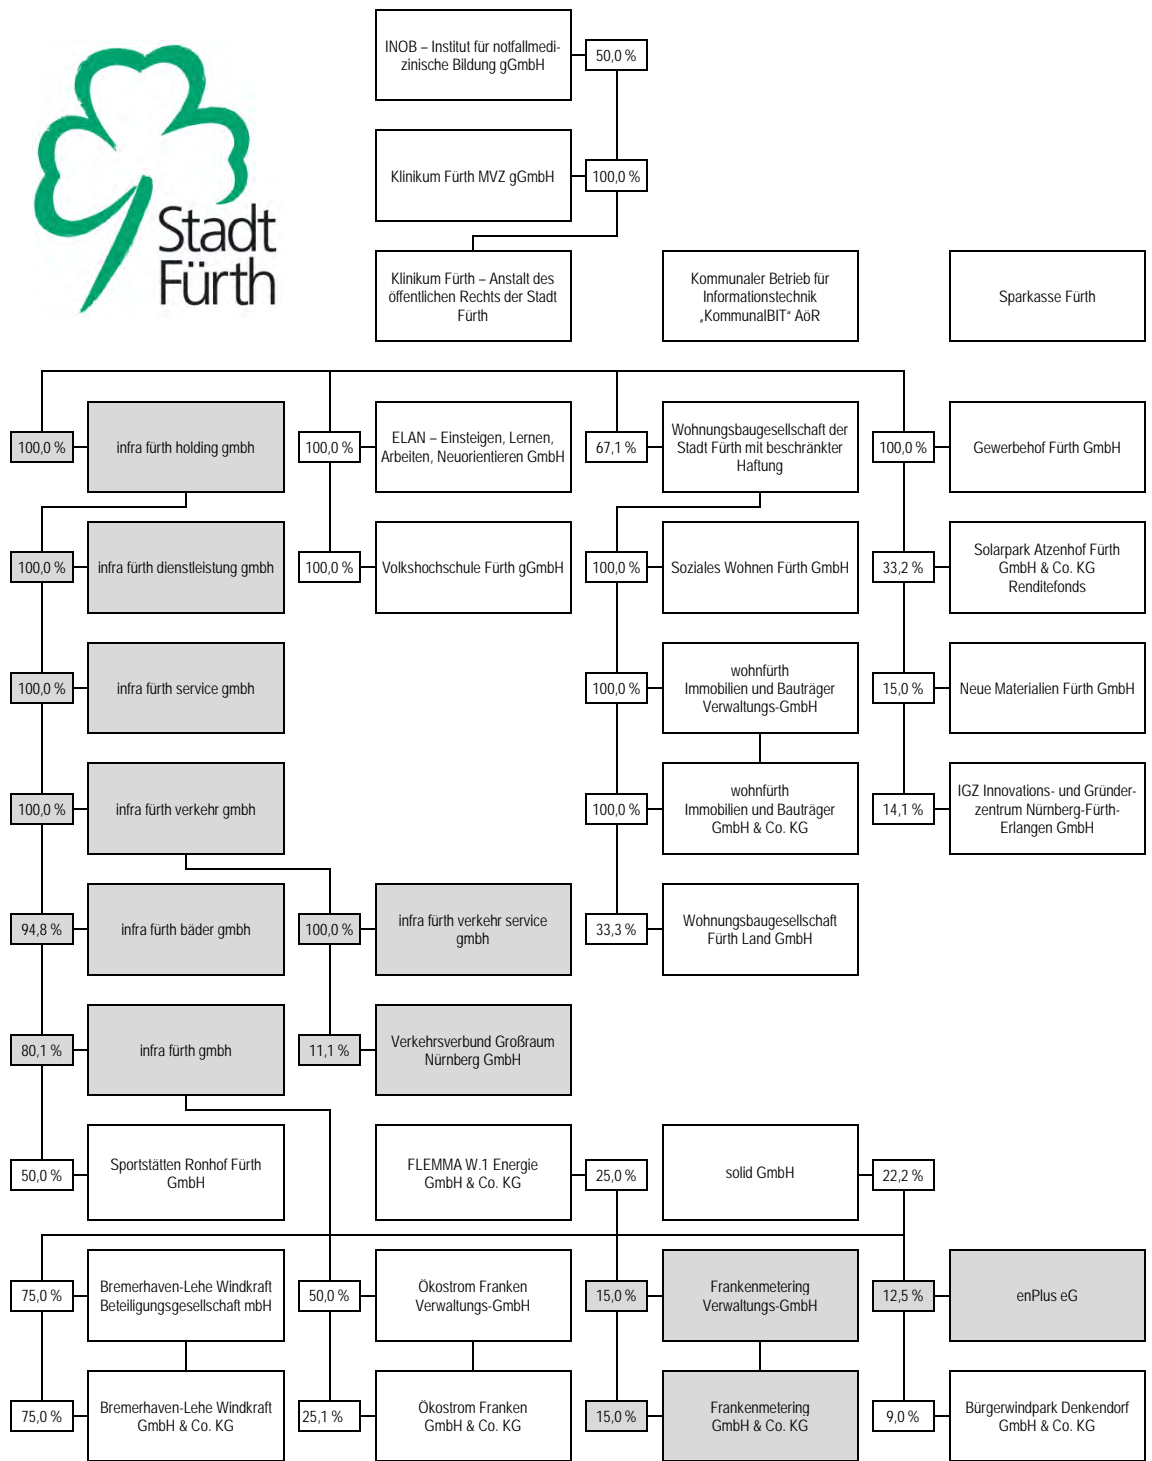 INOB – Institut für notfallmedi-
zinische Bildung gGmbH
50,0 %
Stadt
Fürth
Klinikum Fürth MVZ gGmbH
100,0 %
Klinikum Fürth – Anstalt des
öffentlichen Rechts der Stadt
Fürth
Kommunaler Betrieb für
Informationstechnik
„KommunalBIT“ AöR
Sparkasse Fürth
100,0 %
infra fürth holding gmbh
100,0 %
ELAN – Einsteigen, Lernen,
Arbeiten, Neuorientieren GmbH
67,1 %
Wohnungsbaugesellschaft der
Stadt Fürth mit beschränkter
Haftung
100,0 %
Gewerbehof Fürth GmbH
100,0 %
infra fürth dienstleistung gmbh
100,0 %
Volkshochschule Fürth gGmbH
100,0 %
Soziales Wohnen Fürth GmbH
33,2 %
Solarpark Atzenhof Fürth
GmbH & Co. KG
Renditefonds
100,0 %
infra fürth service gmbh
100,0 %
wohnfürth
Immobilien und Bauträger
Verwaltungs-GmbH
15,0 %
Neue Materialien Fürth GmbH
100,0 %
infra fürth verkehr gmbh
100,0 %
wohnfürth
Immobilien und Bauträger
GmbH & Co. KG
14,1 %
IGZ Innovations- und Gründer-
zentrum Nürnberg-Fürth-
Erlangen GmbH
94,8 %
infra fürth bäder gmbh
100,0 %
infra fürth verkehr service
gmbh
33,3 %
Wohnungsbaugesellschaft
Fürth Land GmbH
80,1 %
infra fürth gmbh
11,1 %
Verkehrsverbund Großraum
Nürnberg GmbH
50,0 %
Sportstätten Ronhof Fürth
GmbH
FLEMMA W.1 Energie
GmbH & Co. KG
25,0 %
solid GmbH
22,2 %
75,0 %
Bremerhaven-Lehe Windkraft
Beteiligungsgesellschaft mbH
50,0 %
Ökostrom Franken
Verwaltungs-GmbH
15,0 %
Frankenmetering
Verwaltungs-GmbH
12,5 %
enPlus eG
75,0 %
Bremerhaven-Lehe Windkraft
GmbH & Co. KG
25,1 %
Ökostrom Franken
GmbH & Co. KG
15,0 %
Frankenmetering
GmbH & Co. KG
9,0 %
Bürgerwindpark Denkendorf
GmbH & Co. KG